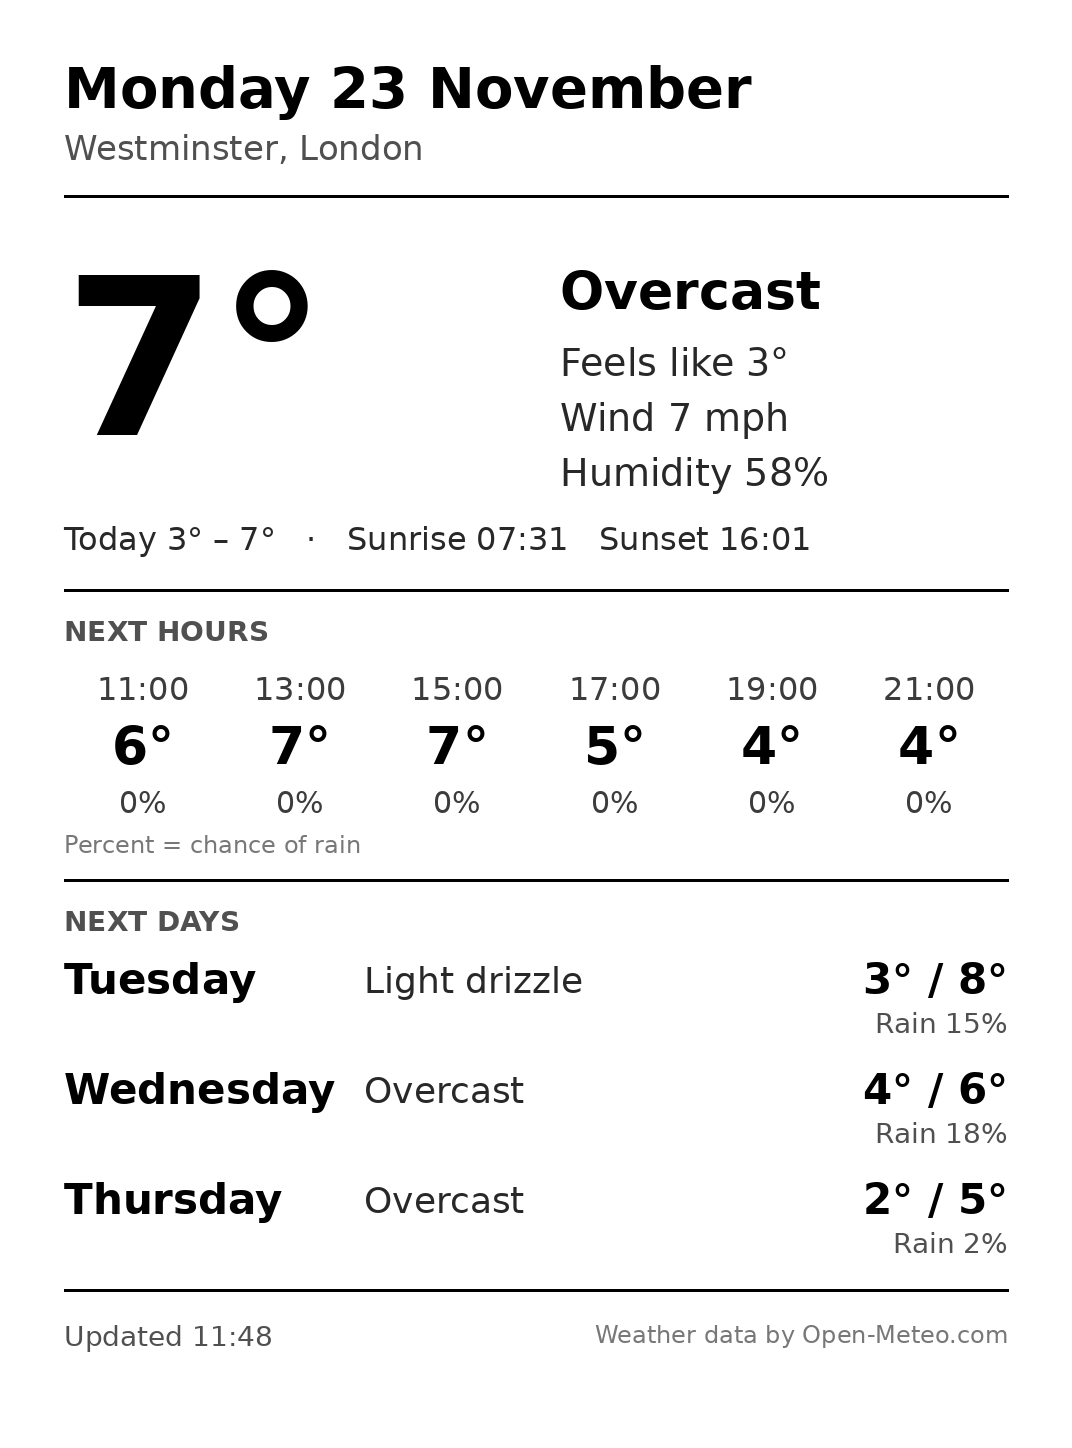 Monday 23 November
Westminster, London
7°
Overcast
Feels like 3°
Wind 7 mph
Humidity 58%
Today 3° – 7° · Sunrise 07:31 Sunset 16:01
NEXT HOURS
11:00 13:00 15:00 17:00 19:00 21:00
6° 7° 7° 5° 4° 4°
0% 0% 0% 0% 0% 0%
Percent = chance of rain
NEXT DAYS
Tuesday Light drizzle 3° / 8°
Rain 15%
Wednesday Overcast 4° / 6°
Rain 18%
Thursday Overcast 2° / 5°
Rain 2%
Updated 11:48 Weather data by Open-Meteo.com